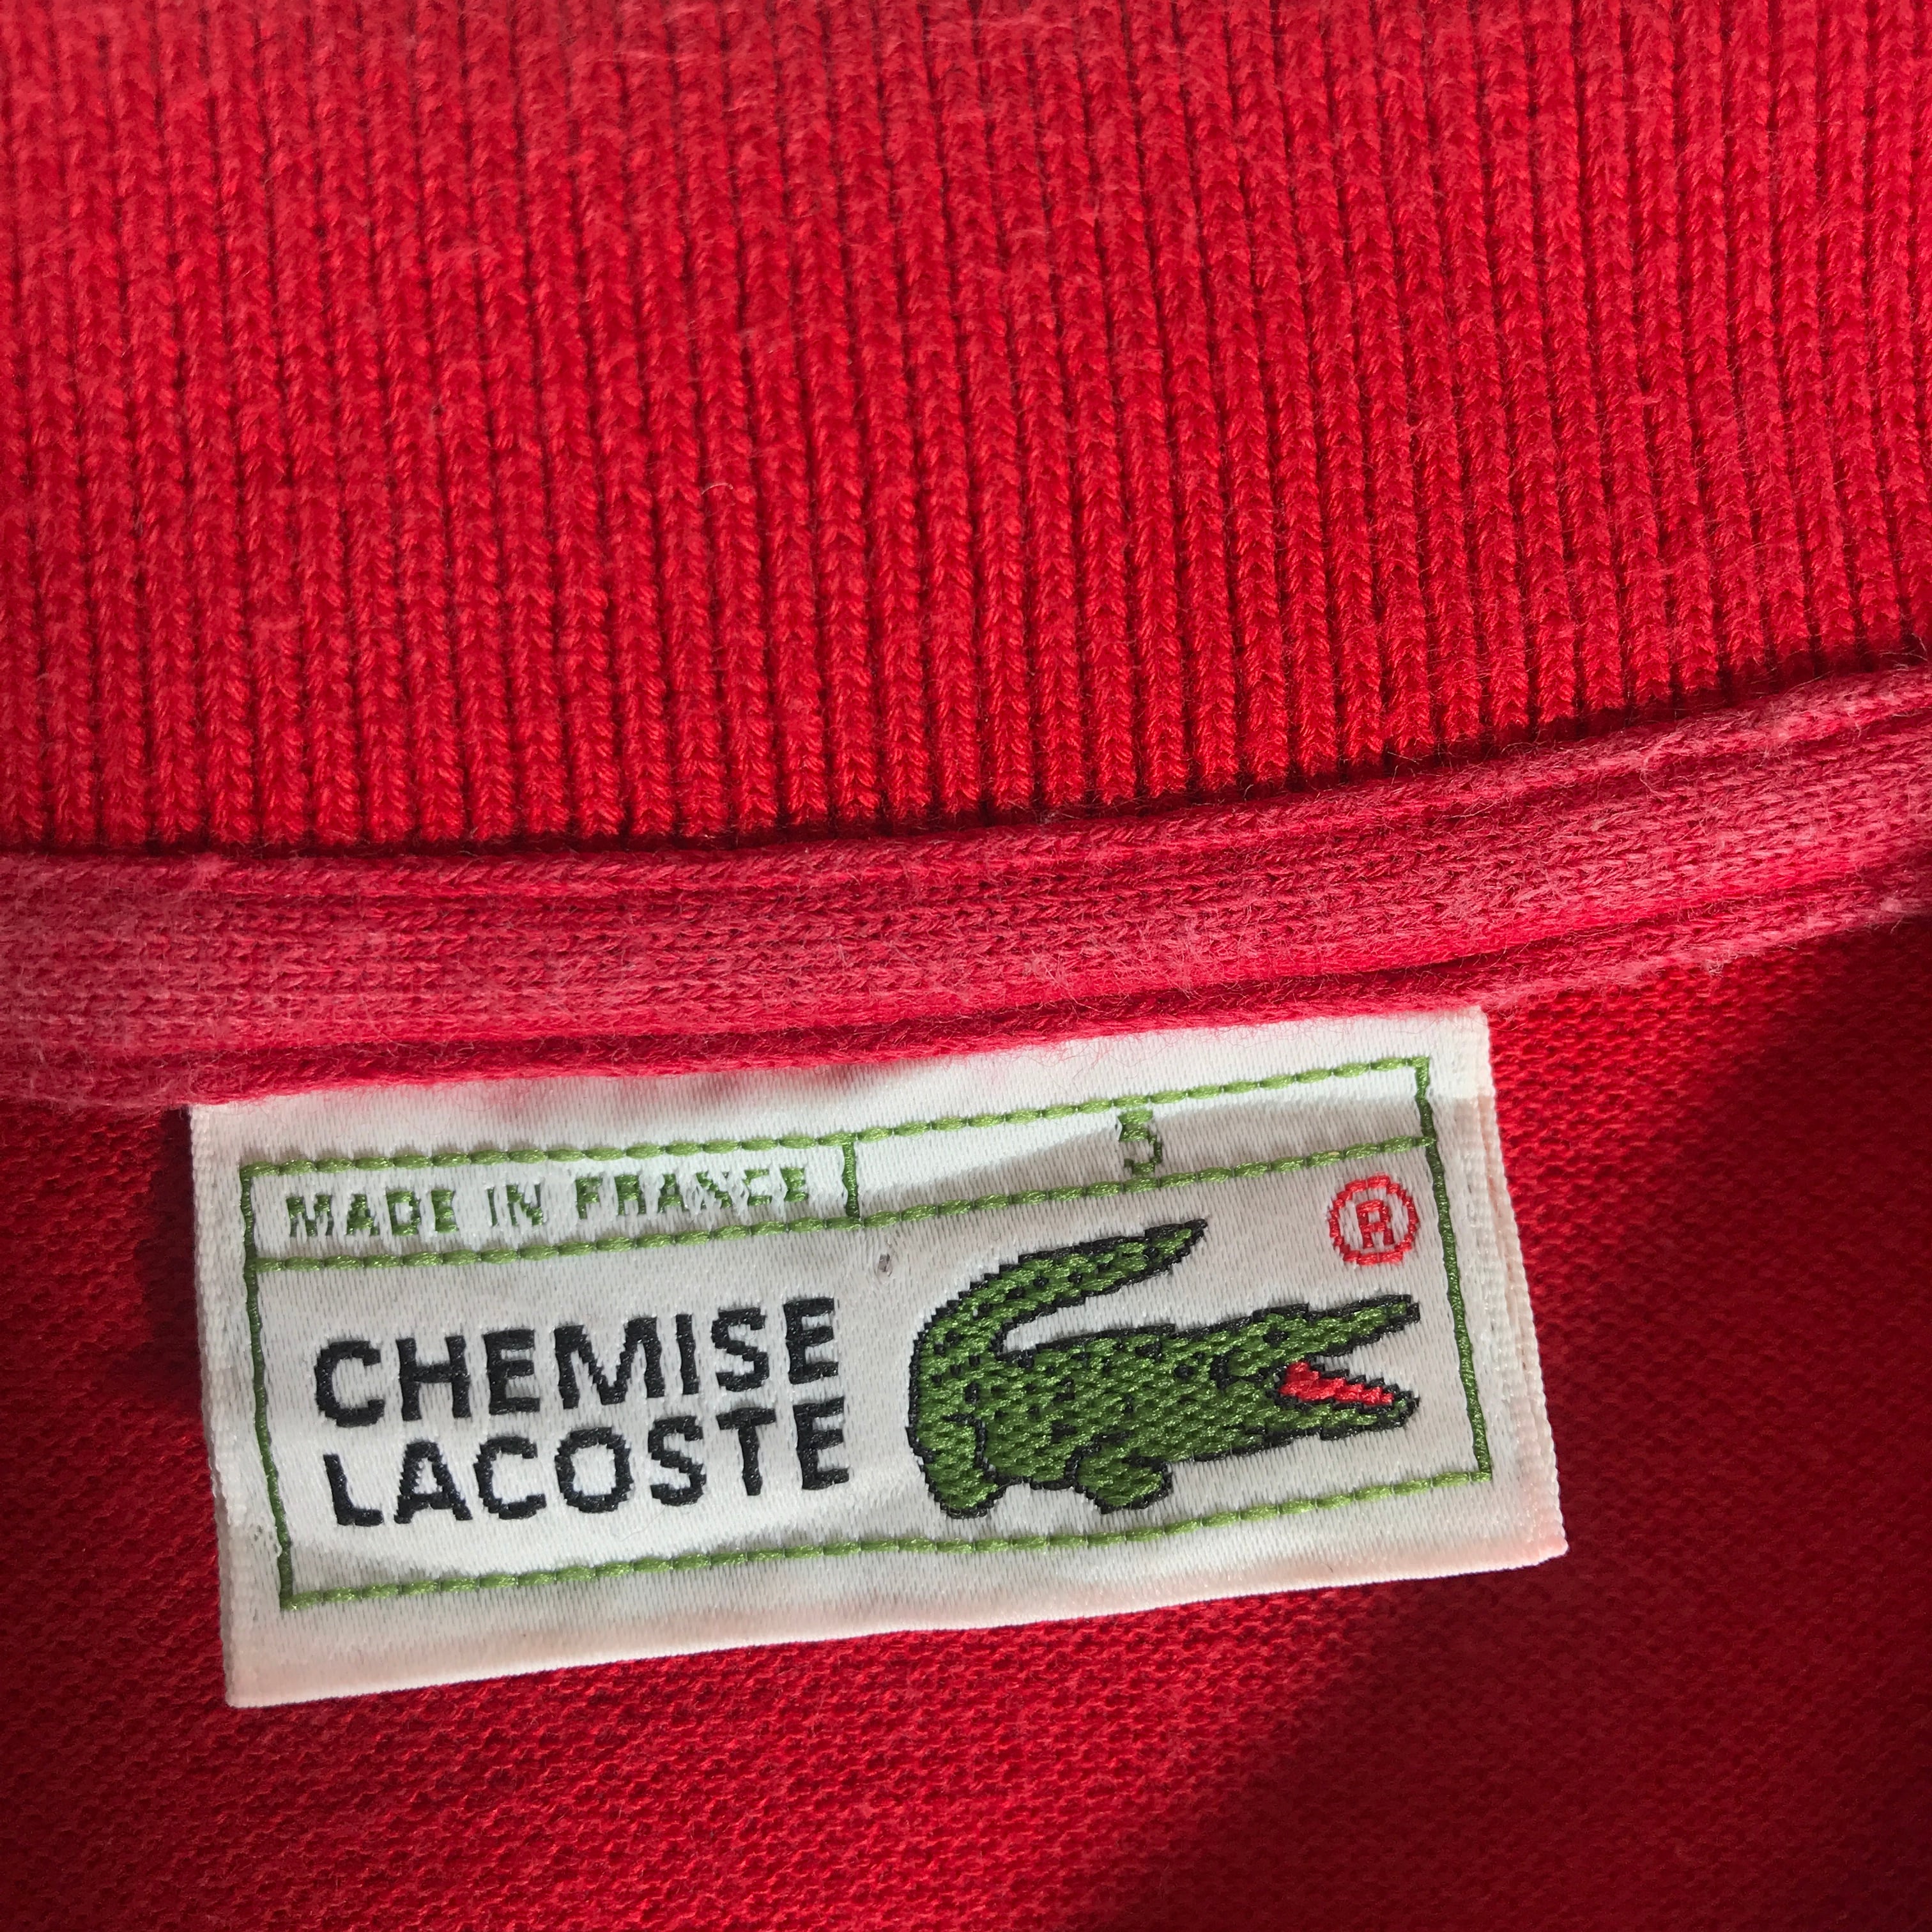 MADE IN FRANCE 5
®
CHEMISE
LACOSTE